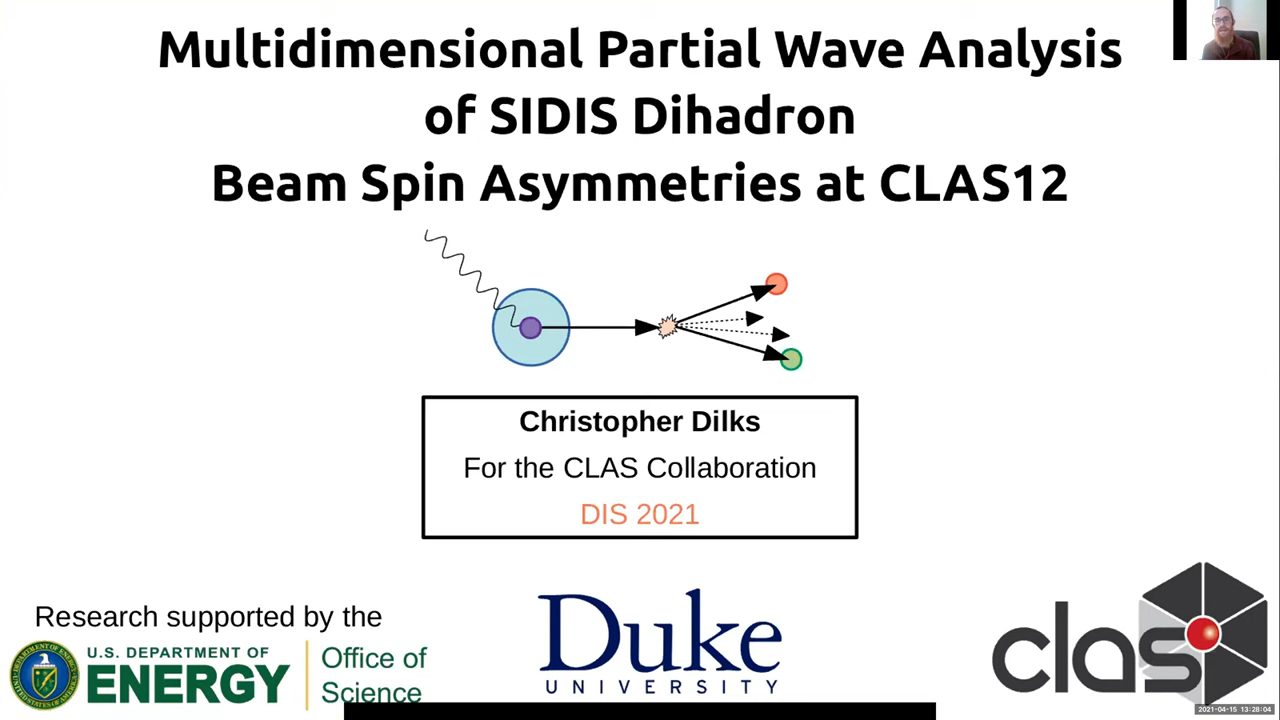 Multidimensional Partial Wave Analysis
of SIDIS Dihadron
Beam Spin Asymmetries at CLAS12
Christopher Dilks
For the CLAS Collaboration
DIS 2021
Research supported by the
U.S. DEPARTMENT OF
ENERGY
Office of
Science
Duke
UNIVERSITY
clas
2021-04-15 13:28:04